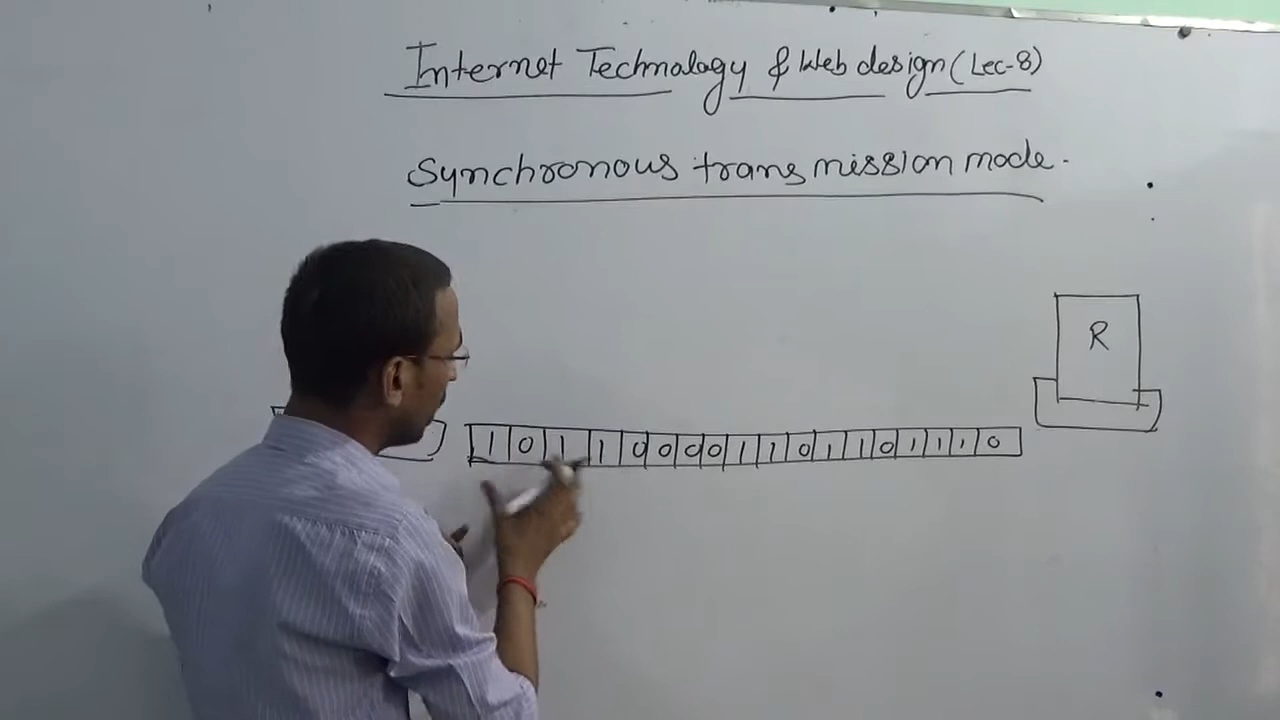 Internet Technology & Web design (Lec-8)
Synchronous transmission mode.
R
1 0 1 1 0 0 0 0 1 1 0 1 1 0 1 1 1 0